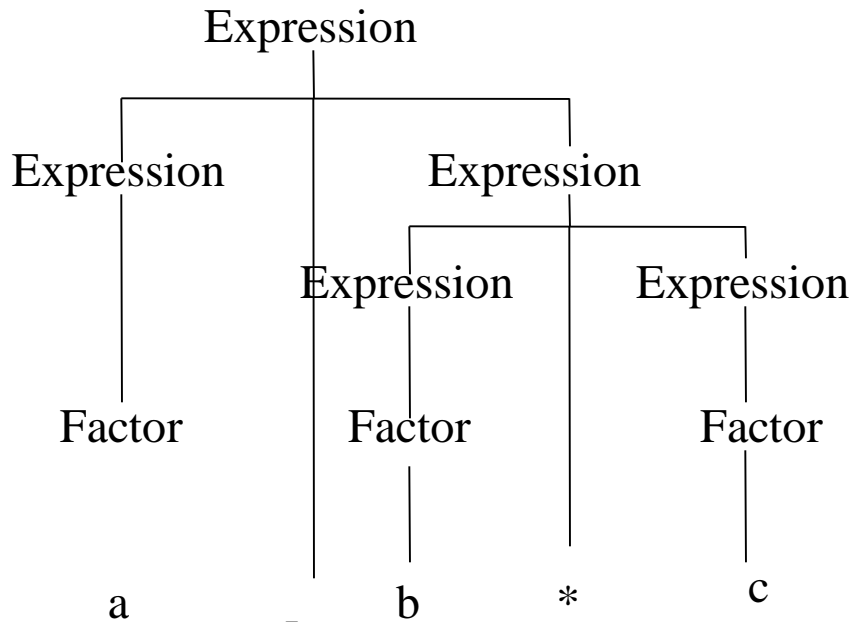 Expression
Expression Expression
Expression Expression
Factor Factor Factor
a - b * c